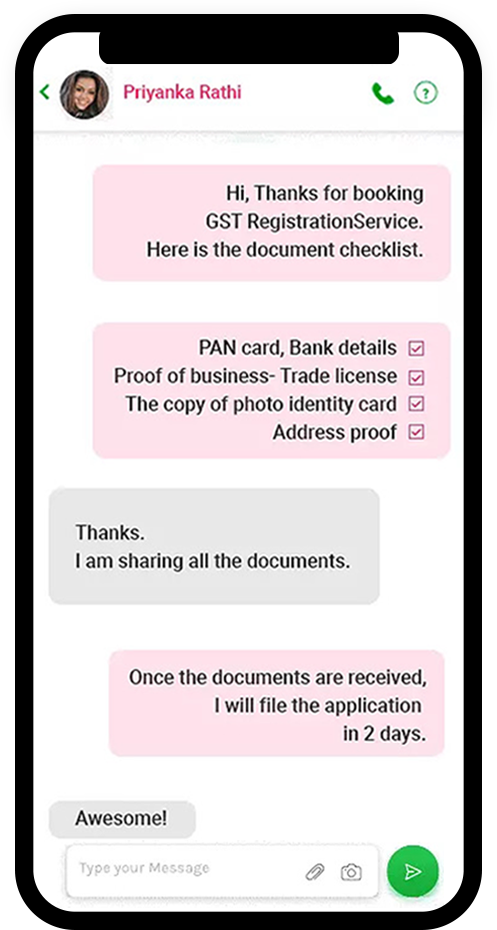 Priyanka Rathi
?
Hi, Thanks for booking
GST RegistrationService.
Here is the document checklist.
PAN card, Bank details
Proof of business- Trade license
The copy of photo identity card
Address proof
Thanks.
I am sharing all the documents.
Once the documents are received,
I will file the application
in 2 days.
Awesome!
Type your Message